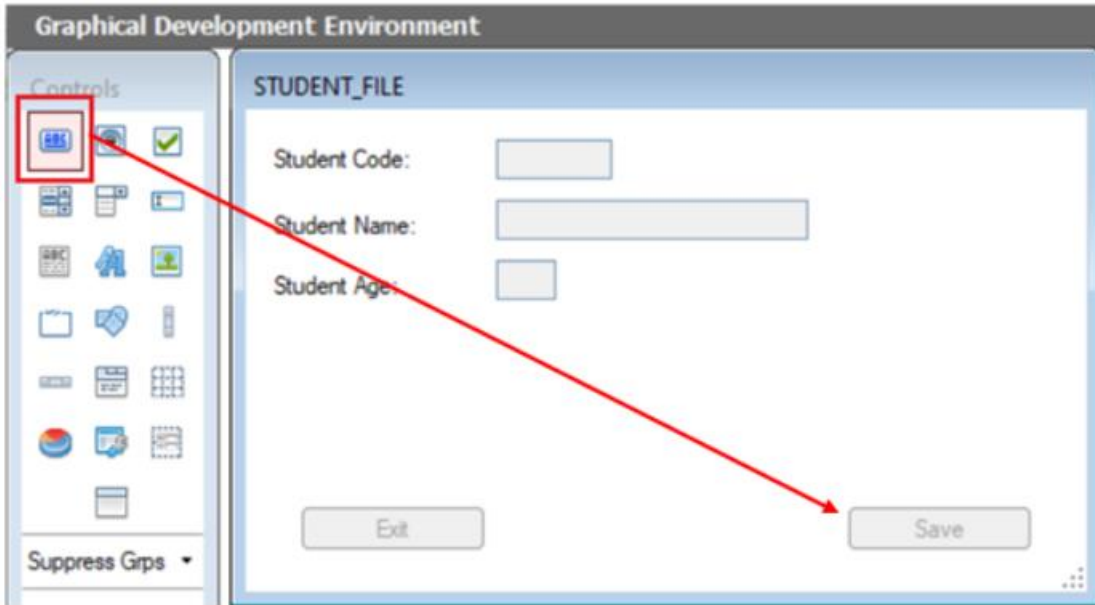 Graphical Development Environment
Controls
STUDENT_FILE
Student Code:
Student Name:
Student Age:
Exit
Save
Suppress Grps